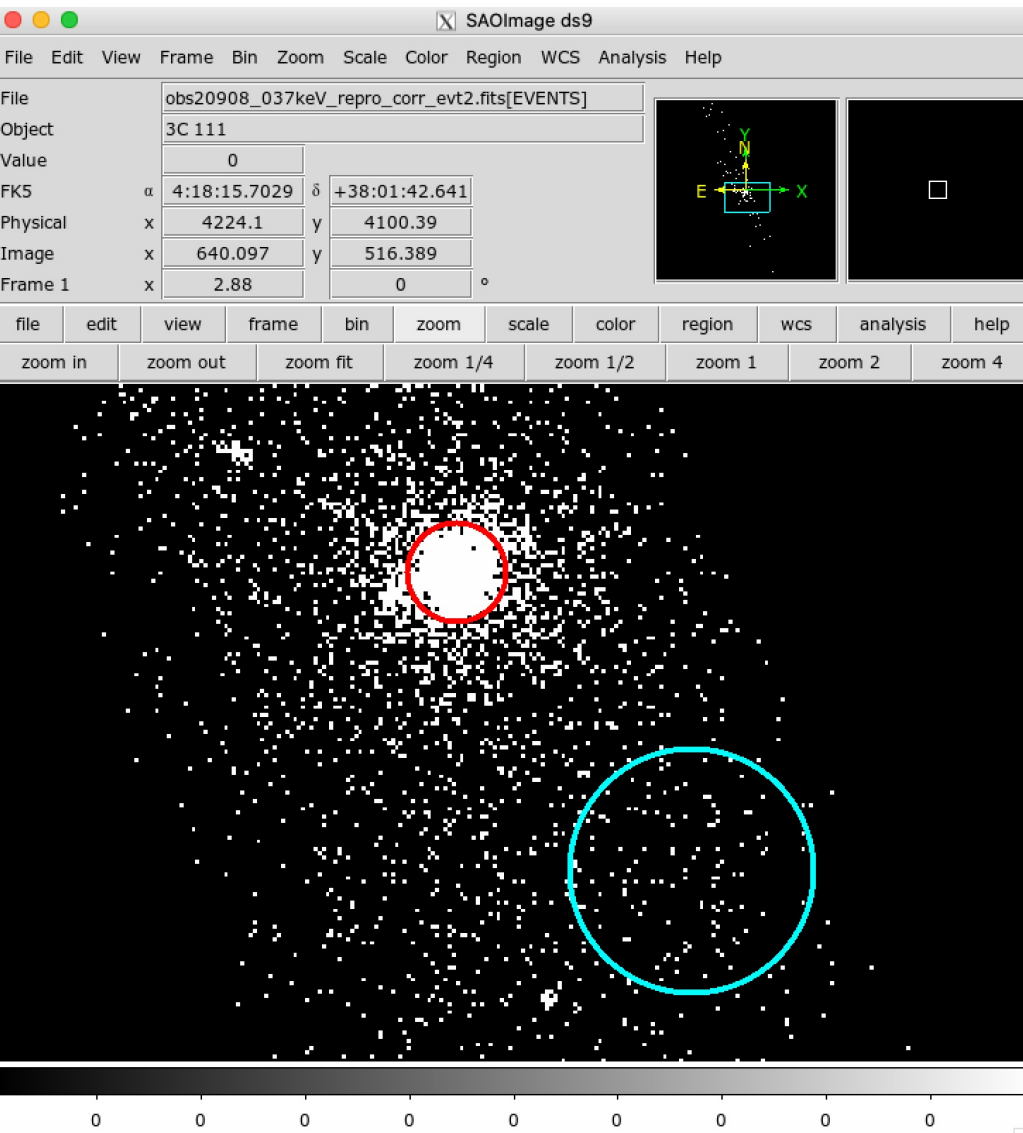 SAOImage ds9
File Edit View Frame Bin Zoom Scale Color Region WCS Analysis Help
File obs20908_037keV_repro_corr_evt2.fits[EVENTS]
Object 3C 111
Value 0
FK5 α 4:18:15.7029 δ +38:01:42.641
Physical x 4224.1 y 4100.39
Image x 640.097 y 516.389
Frame 1 x 2.88 0 °
Y
N
E X
file edit view frame bin zoom scale color region wcs analysis help
zoom in zoom out zoom fit zoom 1/4 zoom 1/2 zoom 1 zoom 2 zoom 4
0 0 0 0 0 0 0 0 0